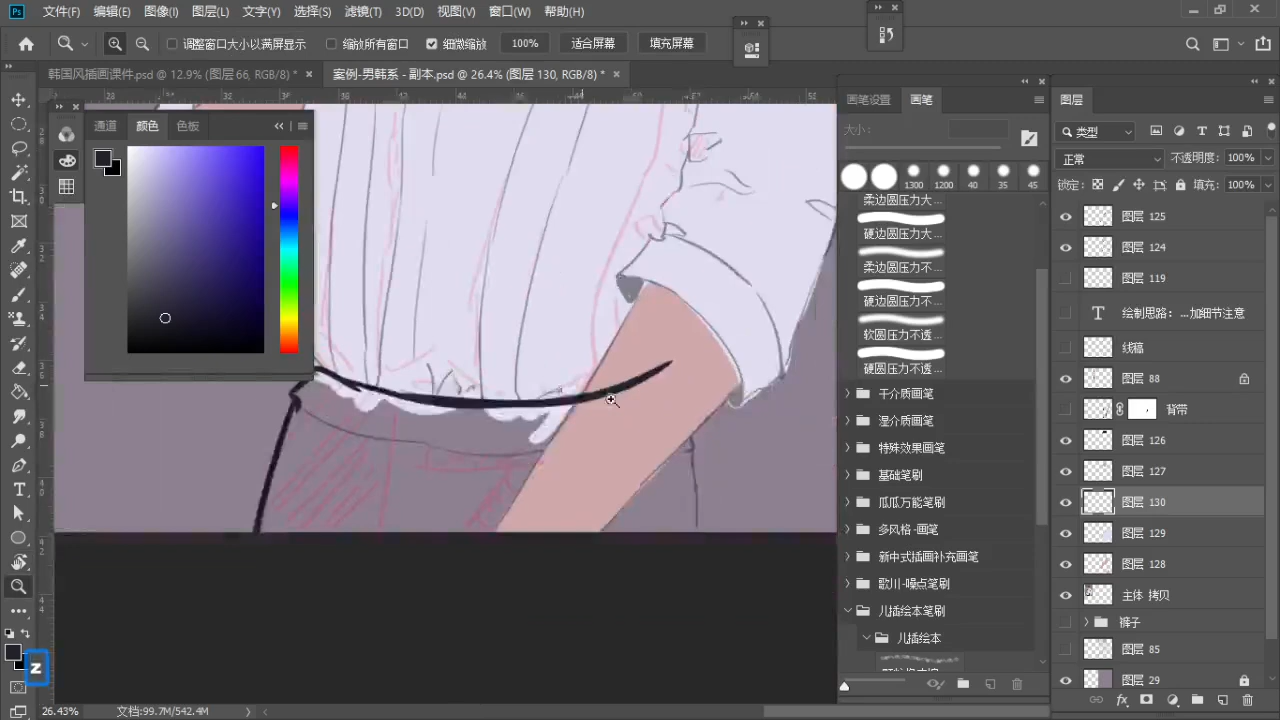 Ps 文件(F) 编辑(E) 图像(I) 图层(L) 文字(Y) 选择(S) 滤镜(T) 3D(D) 视图(V) 窗口(W) 帮助(H)
调整窗口大小以满屏显示 缩放所有窗口 细微缩放 100% 适合屏幕 填充屏幕
韩国风插画课件.psd @ 12.9% (图层 66, RGB/8) * × 案例-男韩系 - 副本.psd @ 26.4% (图层 130, RGB/8) * ×
通道 颜色 色板
画笔设置 画笔
大小:
1300 1200 40 35 45
柔边圆压力大...
硬边圆压力大...
柔边圆压力不...
硬边圆压力不...
软圆压力不透...
硬圆压力不透...
干介质画笔
湿介质画笔
特殊效果画笔
基础笔刷
瓜瓜万能笔刷
多风格-画笔
新中式插画补充画笔
歌川-噪点笔刷
儿插绘本笔刷
儿插绘本
图层
类型
正常 不透明度: 100%
锁定: 填充: 100%
图层 125
图层 124
图层 119
T 绘制思路: ...加细节注意
线稿
图层 88
背带
图层 126
图层 127
图层 130
图层 129
图层 128
主体 拷贝
裤子
图层 85
图层 29
Z
26.43% 文档:99.7M/542.4M